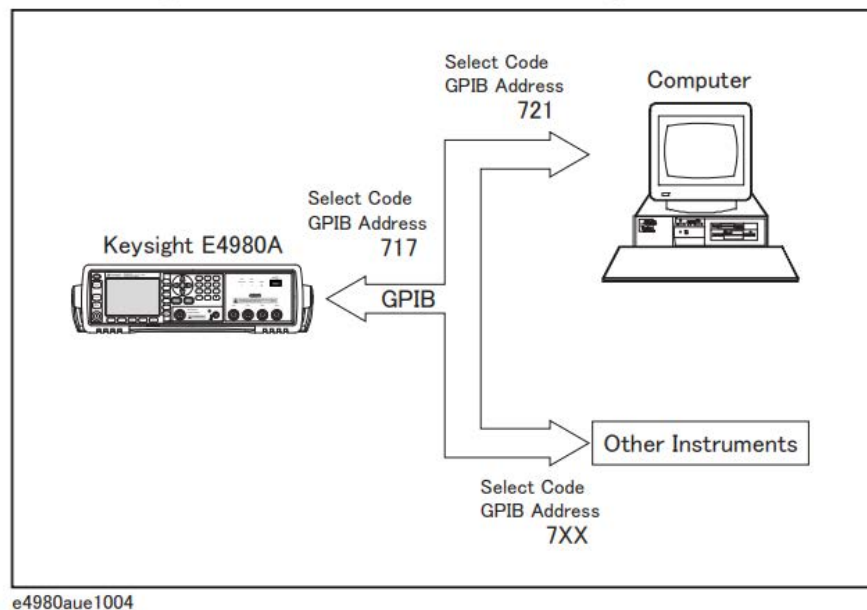 Select Code
GPIB Address
721
Computer
Select Code
GPIB Address
717
Keysight E4980A
GPIB
Other Instruments
Select Code
GPIB Address
7XX
e4980aue1004